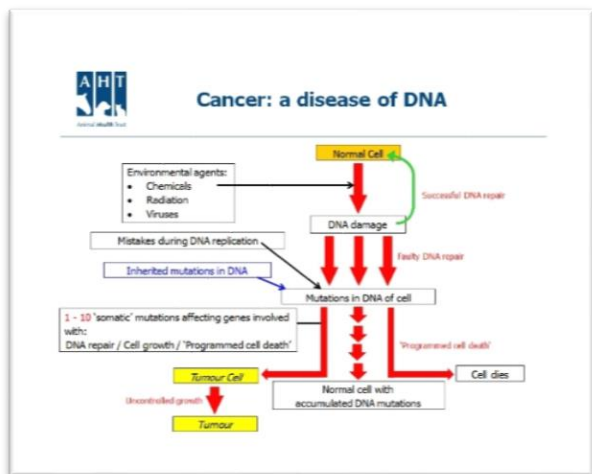 AHT
Animal Health Trust
Cancer: a disease of DNA
Normal Cell
Environmental agents:
• Chemicals
• Radiation
• Viruses
Successful DNA repair
DNA damage
Mistakes during DNA replication
Faulty DNA repair
Inherited mutations in DNA
Mutations in DNA of cell
1 - 10 'somatic' mutations affecting genes involved
with:
DNA repair / Cell growth / 'Programmed cell death'
'Programmed cell death'
Tumour Cell
Cell dies
Normal cell with
accumulated DNA mutations
Uncontrolled growth
Tumour